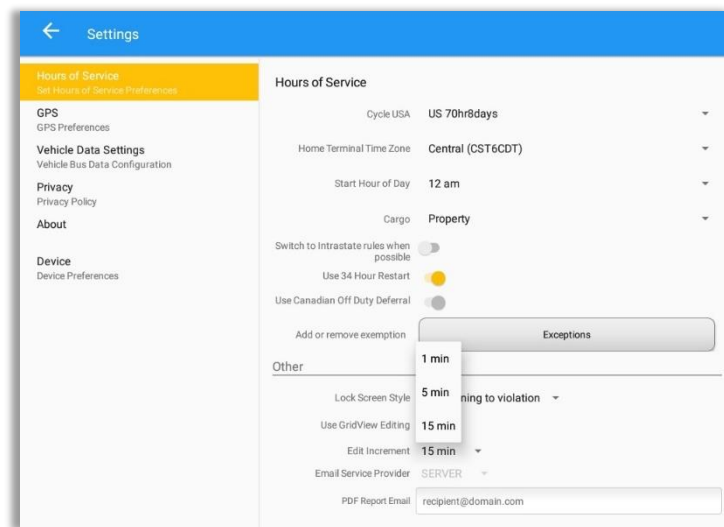 Settings
Hours of Service
Set Hours of Service Preferences
GPS
GPS Preferences
Vehicle Data Settings
Vehicle Bus Data Configuration
Privacy
Privacy Policy
About
Device
Device Preferences
Hours of Service
Cycle USA US 70hr8days
Home Terminal Time Zone Central (CST6CDT)
Start Hour of Day 12 am
Cargo Property
Switch to Intrastate rules when
possible
Use 34 Hour Restart
Use Canadian Off Duty Deferral
Add or remove exemption Exceptions
1 min
Other
5 min
Lock Screen Style ning to violation
Use GridView Editing 15 min
Edit Increment 15 min
Email Service Provider SERVER
PDF Report Email recipient@domain.com